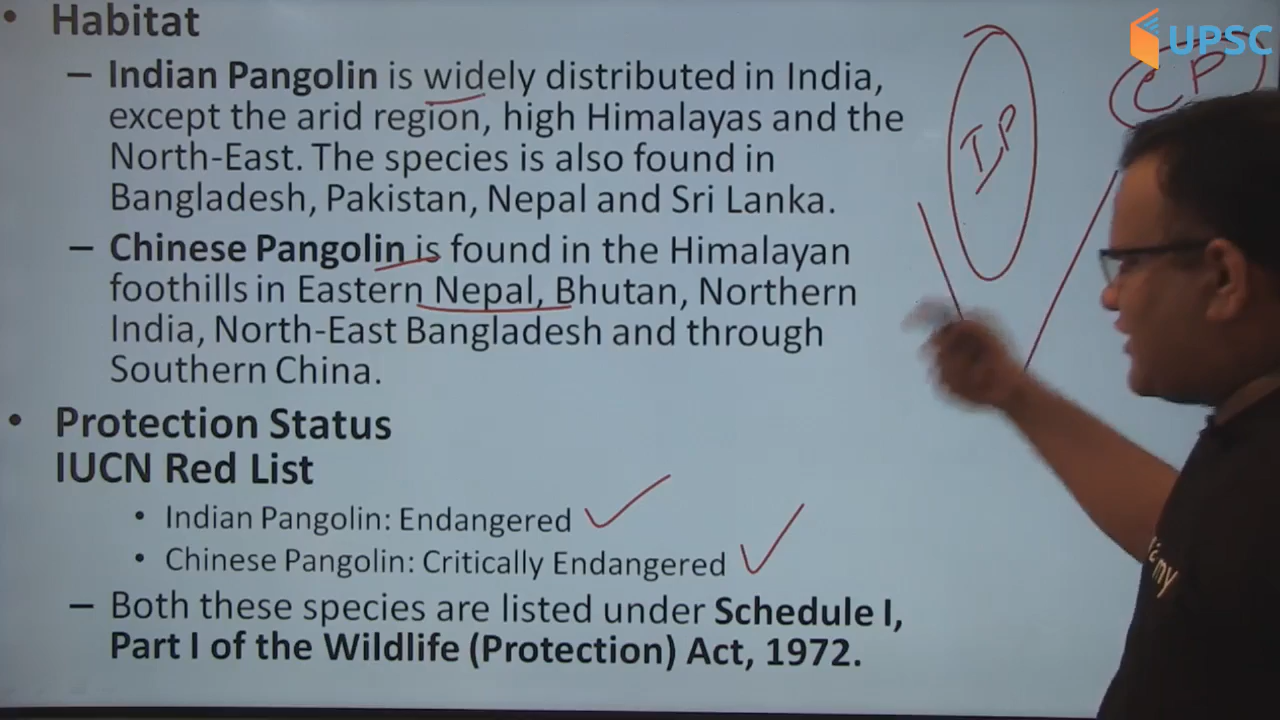 UPSC
• Habitat
– Indian Pangolin is widely distributed in India,
except the arid region, high Himalayas and the
North-East. The species is also found in
Bangladesh, Pakistan, Nepal and Sri Lanka.
– Chinese Pangolin is found in the Himalayan
foothills in Eastern Nepal, Bhutan, Northern
India, North-East Bangladesh and through
Southern China.
• Protection Status
IUCN Red List
• Indian Pangolin: Endangered
• Chinese Pangolin: Critically Endangered
– Both these species are listed under Schedule I,
Part I of the Wildlife (Protection) Act, 1972.
IP
CP